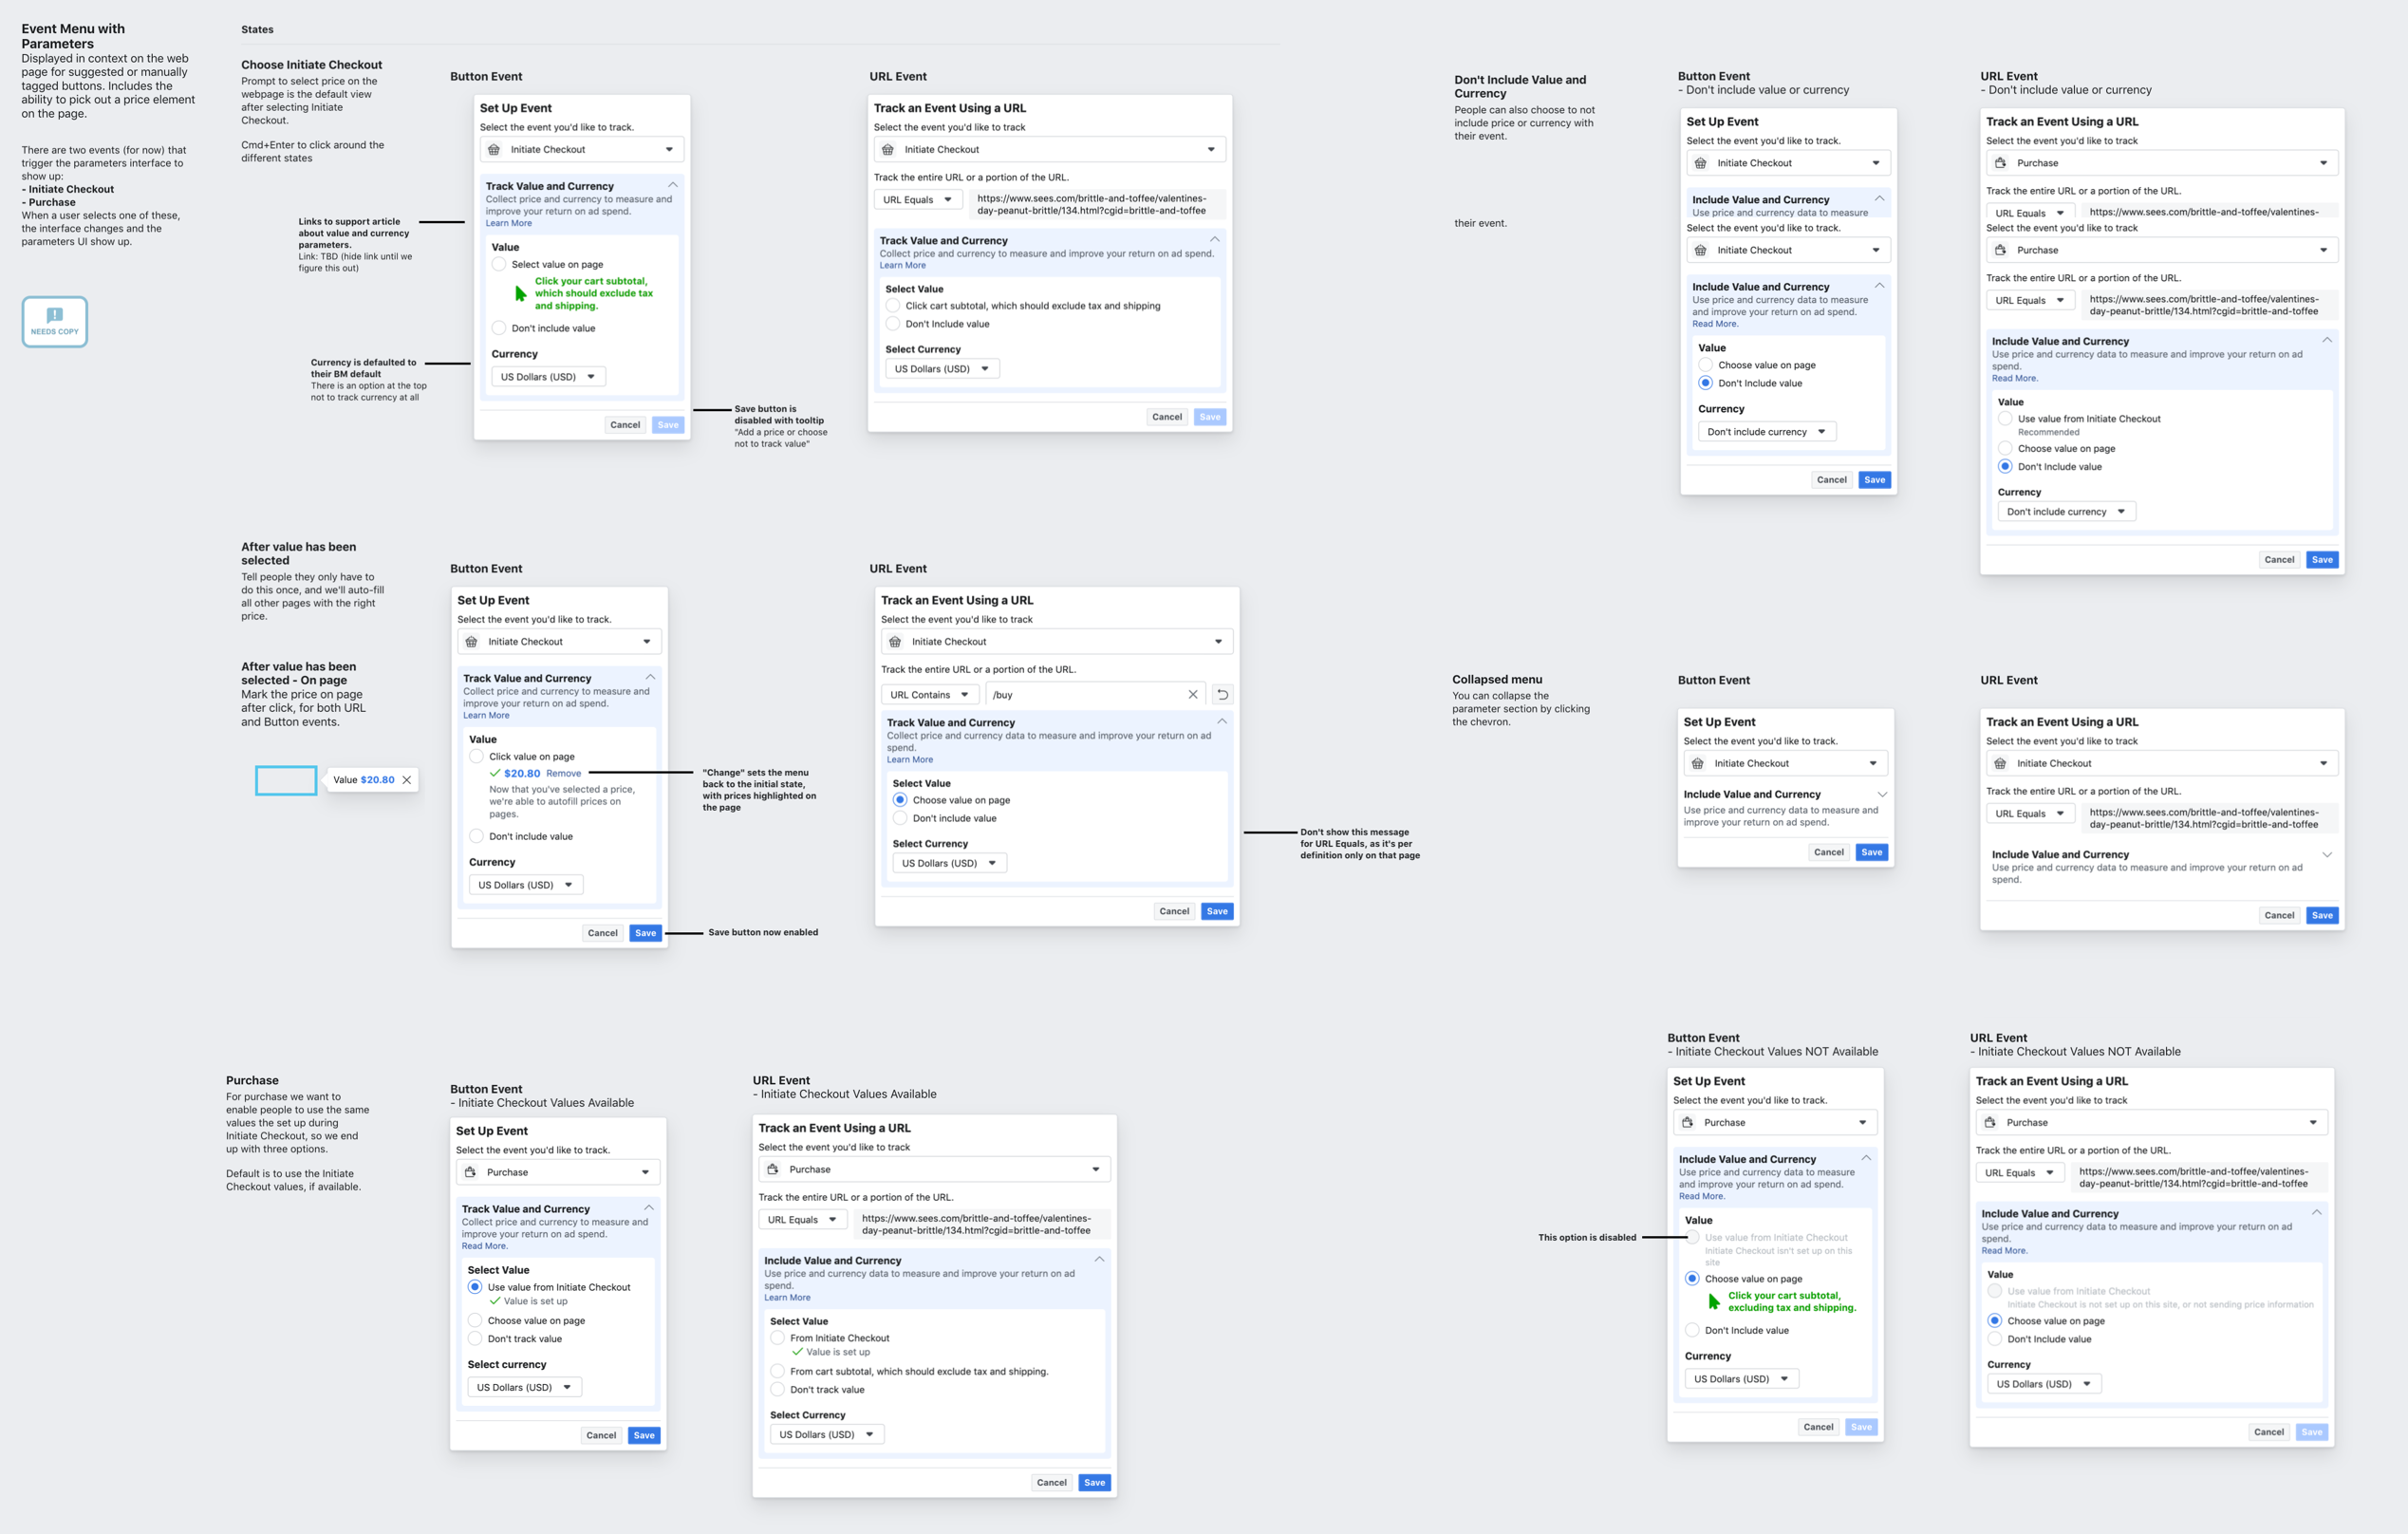 Event Menu with
Parameters
Displayed in context on the web
page for suggested or manually
tagged buttons. Includes the
ability to pick out a price element
on the page.
There are two events (for now) that
trigger the parameters interface to
show up:
- Initiate Checkout
- Purchase
When a user selects one of these,
the interface changes and the
parameters UI show up.
NEEDS COPY
States
Choose Initiate Checkout
Prompt to select price on the
webpage is the default view
after selecting Initiate
Checkout.
Cmd+Enter to click around the
different states
Links to support article
about value and currency
parameters.
Link: TBD (hide link until we
figure this out)
Currency is defaulted to
their BM default
There is an option at the top
not to track currency at all
Button Event
Set Up Event
Select the event you'd like to track.
Initiate Checkout
Track Value and Currency
Collect price and currency to measure and
improve your return on ad spend.
Learn More
Value
Select value on page
Click your cart subtotal,
which should exclude tax
and shipping.
Don't include value
Currency
US Dollars (USD)
Cancel
Save
Save button is
disabled with tooltip
"Add a price or choose
not to track value"
URL Event
Track an Event Using a URL
Select the event you'd like to track
Initiate Checkout
Track the entire URL or a portion of the URL.
URL Equals
https://www.sees.com/brittle-and-toffee/valentines-
day-peanut-brittle/134.html?cgid=brittle-and-toffee
Track Value and Currency
Collect price and currency to measure and improve your return on ad spend.
Learn More
Select Value
Click cart subtotal, which should exclude tax and shipping
Don't Include value
Select Currency
US Dollars (USD)
Cancel
Save
Don't Include Value and
Currency
People can also choose to not
include price or currency with
their event.
their event.
Button Event
- Don't include value or currency
Set Up Event
Select the event you'd like to track.
Initiate Checkout
Include Value and Currency
Use price and currency data to measure
Select the event you'd like to track.
Initiate Checkout
Include Value and Currency
Use price and currency data to measure
and improve your return on ad spend.
Read More.
Value
Choose value on page
Don't Include value
Currency
Don't include currency
Cancel
Save
URL Event
- Don't include value or currency
Track an Event Using a URL
Select the event you'd like to track
Purchase
Track the entire URL or a portion of the URL.
URL Equals
https://www.sees.com/brittle-and-toffee/valentines-
Select the event you'd like to track
Purchase
Track the entire URL or a portion of the URL.
URL Equals
https://www.sees.com/brittle-and-toffee/valentines-
day-peanut-brittle/134.html?cgid=brittle-and-toffee
Include Value and Currency
Use price and currency data to measure and improve your return on ad
spend.
Read More.
Value
Use value from Initiate Checkout
Recommended
Choose value on page
Don't Include value
Currency
Don't include currency
Cancel
Save
After value has been
selected
Tell people they only have to
do this once, and we'll auto-fill
all other pages with the right
price.
After value has been
selected - On page
Mark the price on page
after click, for both URL
and Button events.
Value $20.80
Button Event
Set Up Event
Select the event you'd like to track.
Initiate Checkout
Track Value and Currency
Collect price and currency to measure and
improve your return on ad spend.
Learn More
Value
Click value on page
$20.80 Remove
Now that you've selected a price,
we're able to autofill prices on
pages.
Don't include value
Currency
US Dollars (USD)
Cancel
Save
"Change" sets the menu
back to the initial state,
with prices highlighted on
the page
Save button now enabled
URL Event
Track an Event Using a URL
Select the event you'd like to track
Initiate Checkout
Track the entire URL or a portion of the URL.
URL Contains
/buy
Track Value and Currency
Collect price and currency data to measure and improve your return on ad
spend.
Learn More
Select Value
Choose value on page
Don't include value
Select Currency
US Dollars (USD)
Cancel
Save
Don't show this message
for URL Equals, as it's per
definition only on that page
Collapsed menu
You can collapse the
parameter section by clicking
the chevron.
Button Event
Set Up Event
Select the event you'd like to track.
Initiate Checkout
Include Value and Currency
Use price and currency data to measure and
improve your return on ad spend.
Cancel
Save
URL Event
Track an Event Using a URL
Select the event you'd like to track
Initiate Checkout
Track the entire URL or a portion of the URL.
URL Equals
https://www.sees.com/brittle-and-toffee/valentines-
day-peanut-brittle/134.html?cgid=brittle-and-toffee
Include Value and Currency
Use price and currency data to measure and improve your return on ad
spend.
Cancel
Save
Purchase
For purchase we want to
enable people to use the same
values the set up during
Initiate Checkout, so we end
up with three options.
Default is to use the Initiate
Checkout values, if available.
Button Event
- Initiate Checkout Values Available
Set Up Event
Select the event you'd like to track.
Purchase
Track Value and Currency
Collect price and currency to measure and
improve your return on ad spend.
Read More.
Select Value
Use value from Initiate Checkout
Value is set up
Choose value on page
Don't track value
Select currency
US Dollars (USD)
Cancel
Save
URL Event
- Initiate Checkout Values Available
Track an Event Using a URL
Select the event you'd like to track
Purchase
Track the entire URL or a portion of the URL.
URL Equals
https://www.sees.com/brittle-and-toffee/valentines-
day-peanut-brittle/134.html?cgid=brittle-and-toffee
Include Value and Currency
Use price and currency data to measure and improve your return on ad
spend.
Learn More
Select Value
From Initiate Checkout
Value is set up
From cart subtotal, which should exclude tax and shipping.
Don't track value
Select Currency
US Dollars (USD)
Cancel
Save
This option is disabled
Button Event
- Initiate Checkout Values NOT Available
Set Up Event
Select the event you'd like to track.
Purchase
Include Value and Currency
Use price and currency data to measure
and improve your return on ad spend.
Read More.
Value
Use value from Initiate Checkout
Initiate Checkout isn't set up on this
site
Choose value on page
Click your cart subtotal,
excluding tax and shipping.
Don't Include value
Currency
US Dollars (USD)
Cancel
Save
URL Event
- Initiate Checkout Values NOT Available
Track an Event Using a URL
Select the event you'd like to track
Purchase
Track the entire URL or a portion of the URL.
URL Equals
https://www.sees.com/brittle-and-toffee/valentines-
day-peanut-brittle/134.html?cgid=brittle-and-toffee
Include Value and Currency
Use price and currency data to measure and improve your return on ad
spend.
Read More.
Value
Use value from Initiate Checkout
Initiate Checkout is not set up on this site, or not sending price information
Choose value on page
Don't Include value
Currency
US Dollars (USD)
Cancel
Save